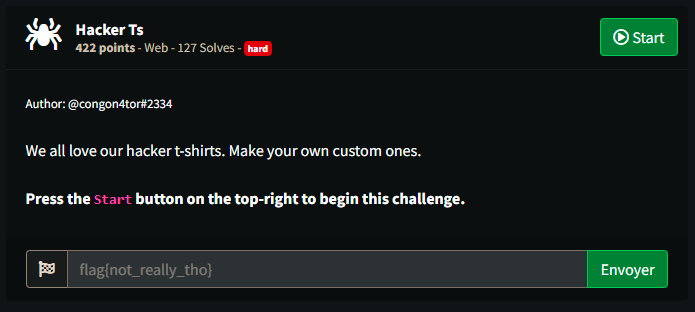 Hacker Ts
Start
422 points - Web - 127 Solves - hard
Author: @congon4tor#2334
We all love our hacker t-shirts. Make your own custom ones.
Press the Start button on the top-right to begin this challenge.
flag{not_really_tho}
Envoyer